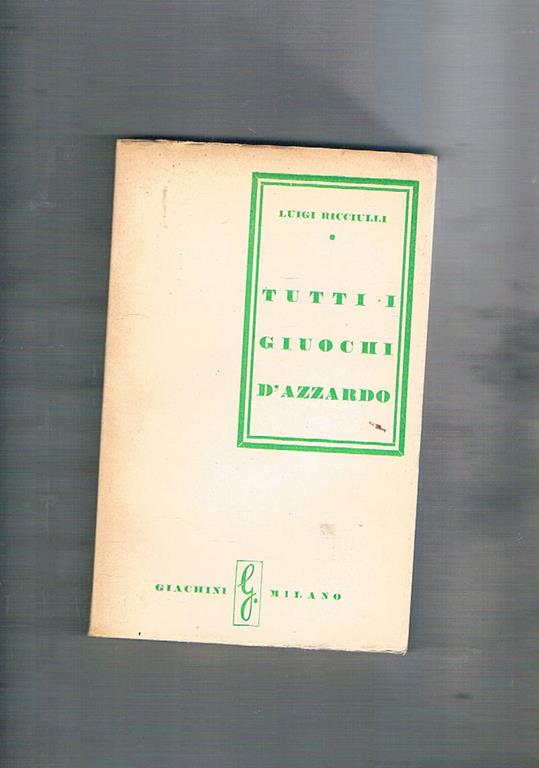 LUIGI RICCIULLI
TUTTI I
GIUOCHI
D'AZZARDO
GIACHINI G. MILANO